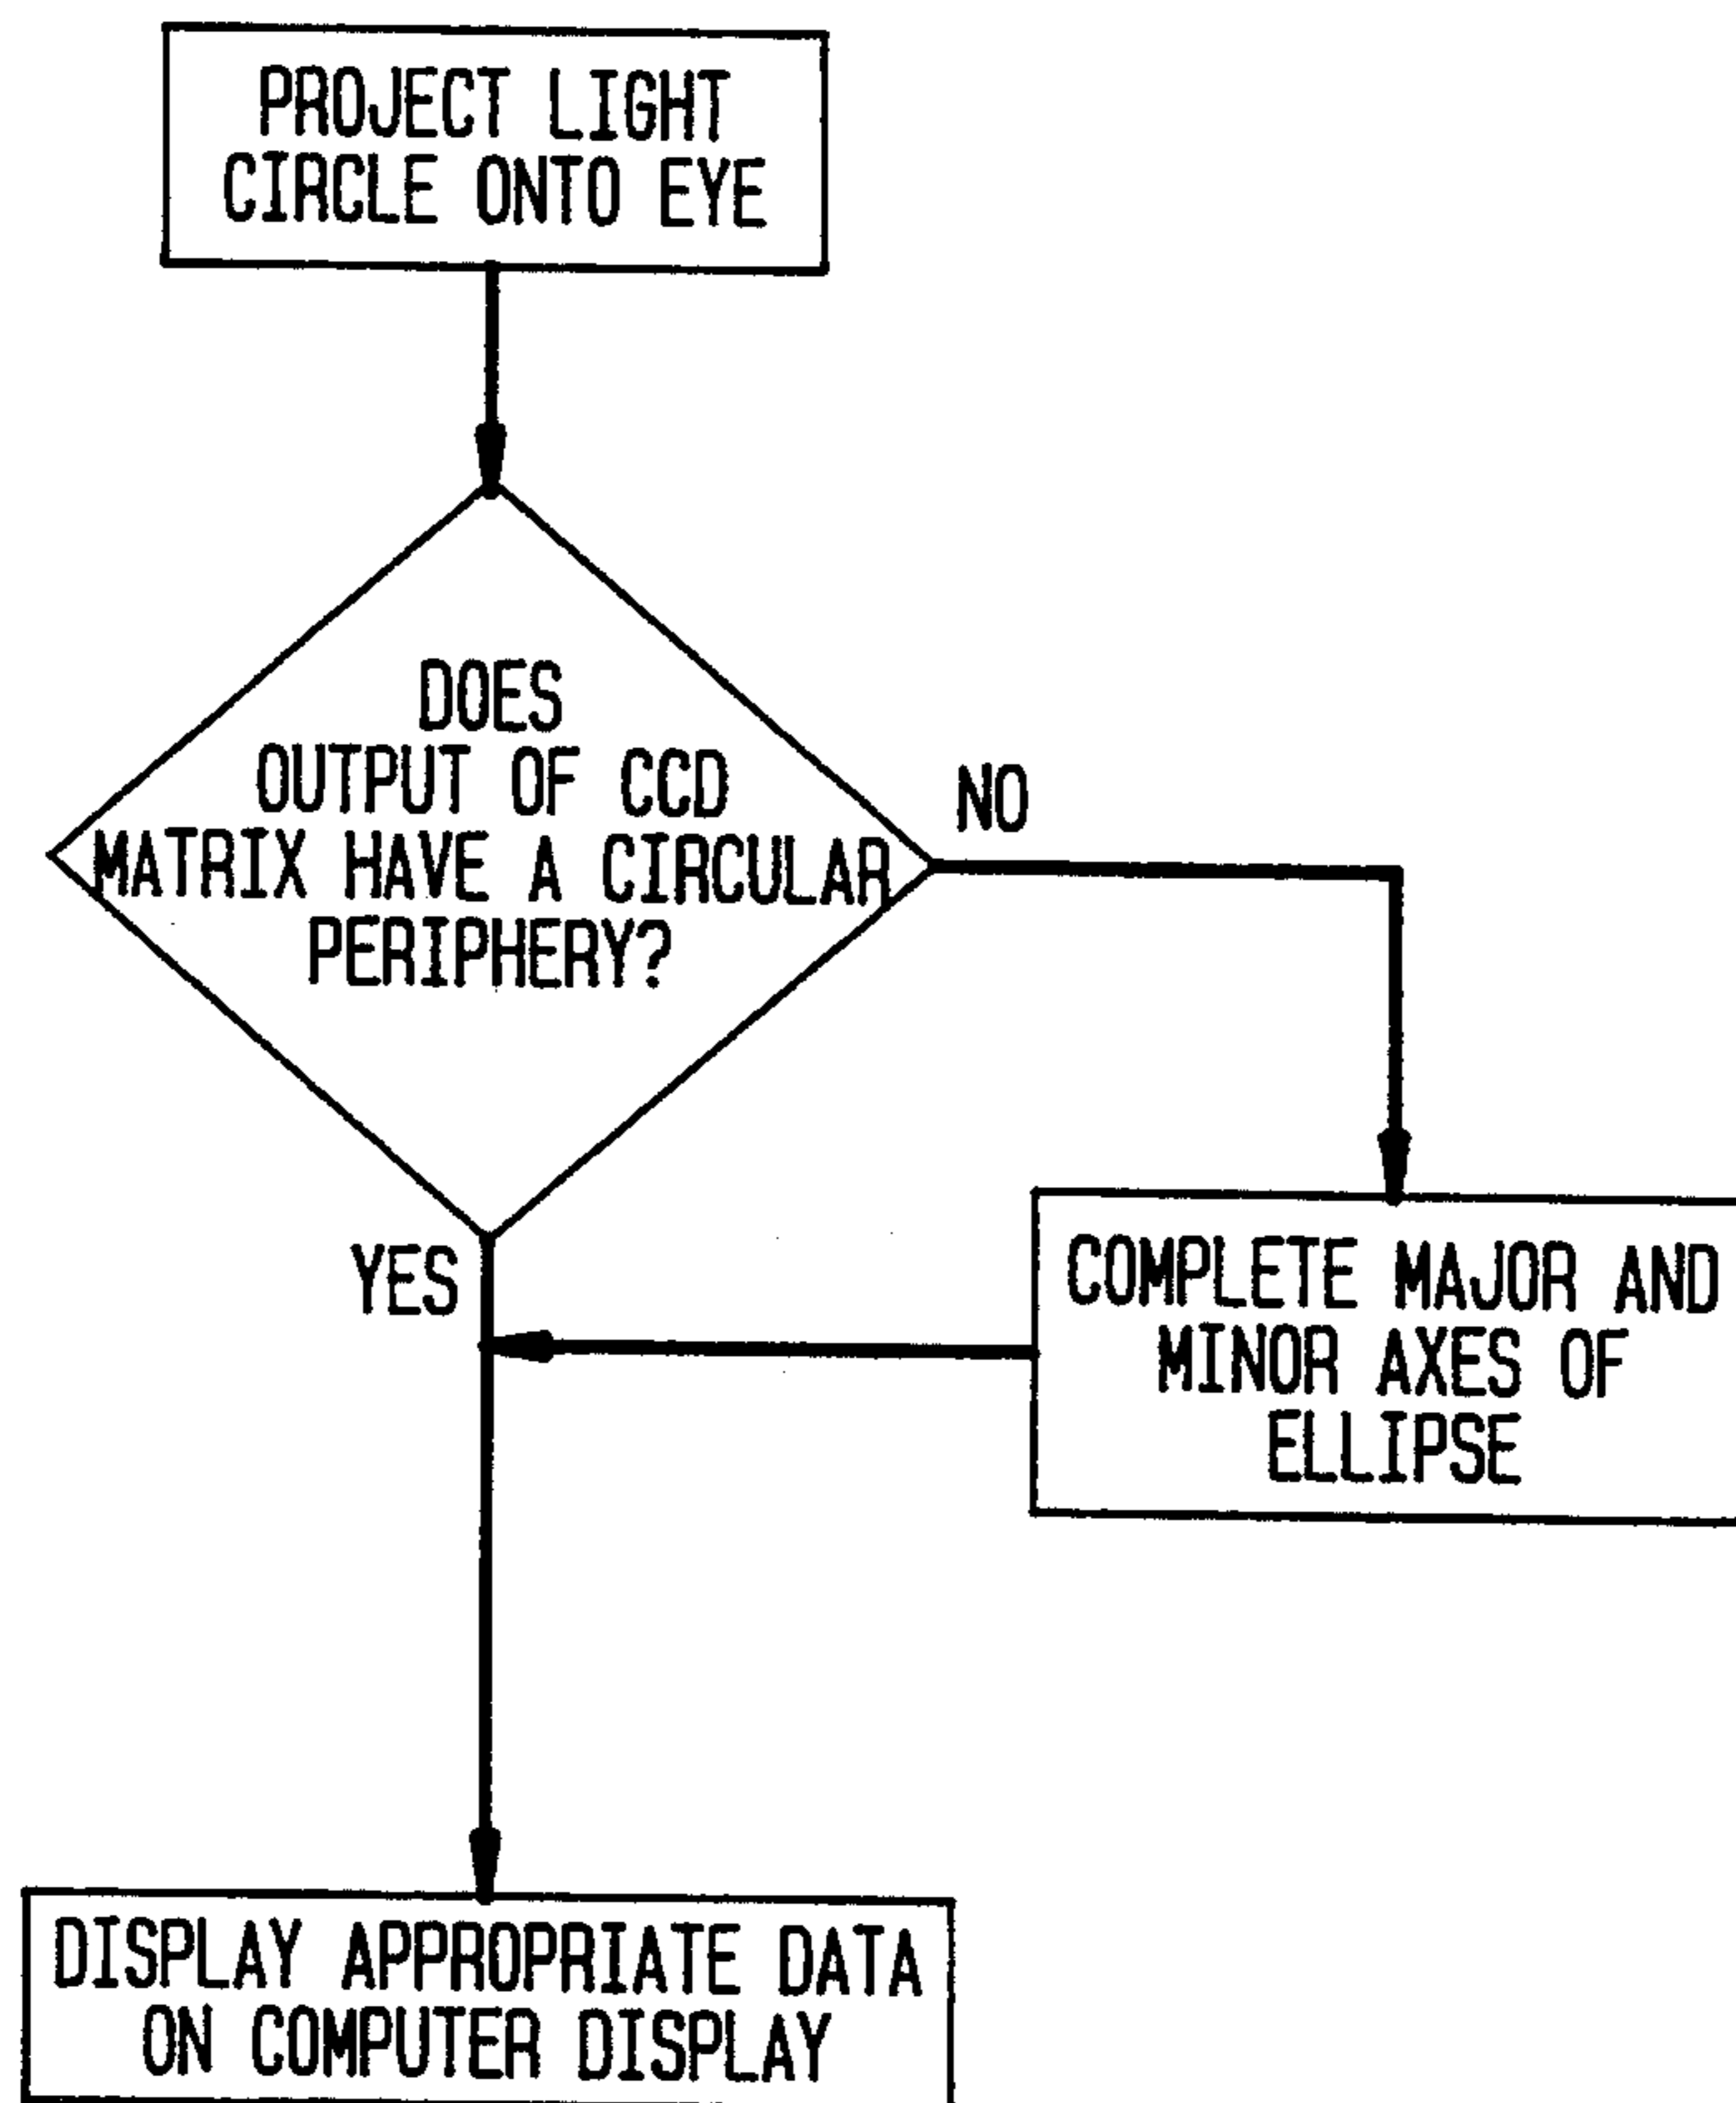 PROJECT LIGHT
CIRCLE ONTO EYE
DOES
OUTPUT OF CCD
MATRIX HAVE A CIRCULAR
PERIPHERY?
NO
YES
COMPLETE MAJOR AND
MINOR AXES OF
ELLIPSE
DISPLAY APPROPRIATE DATA
ON COMPUTER DISPLAY